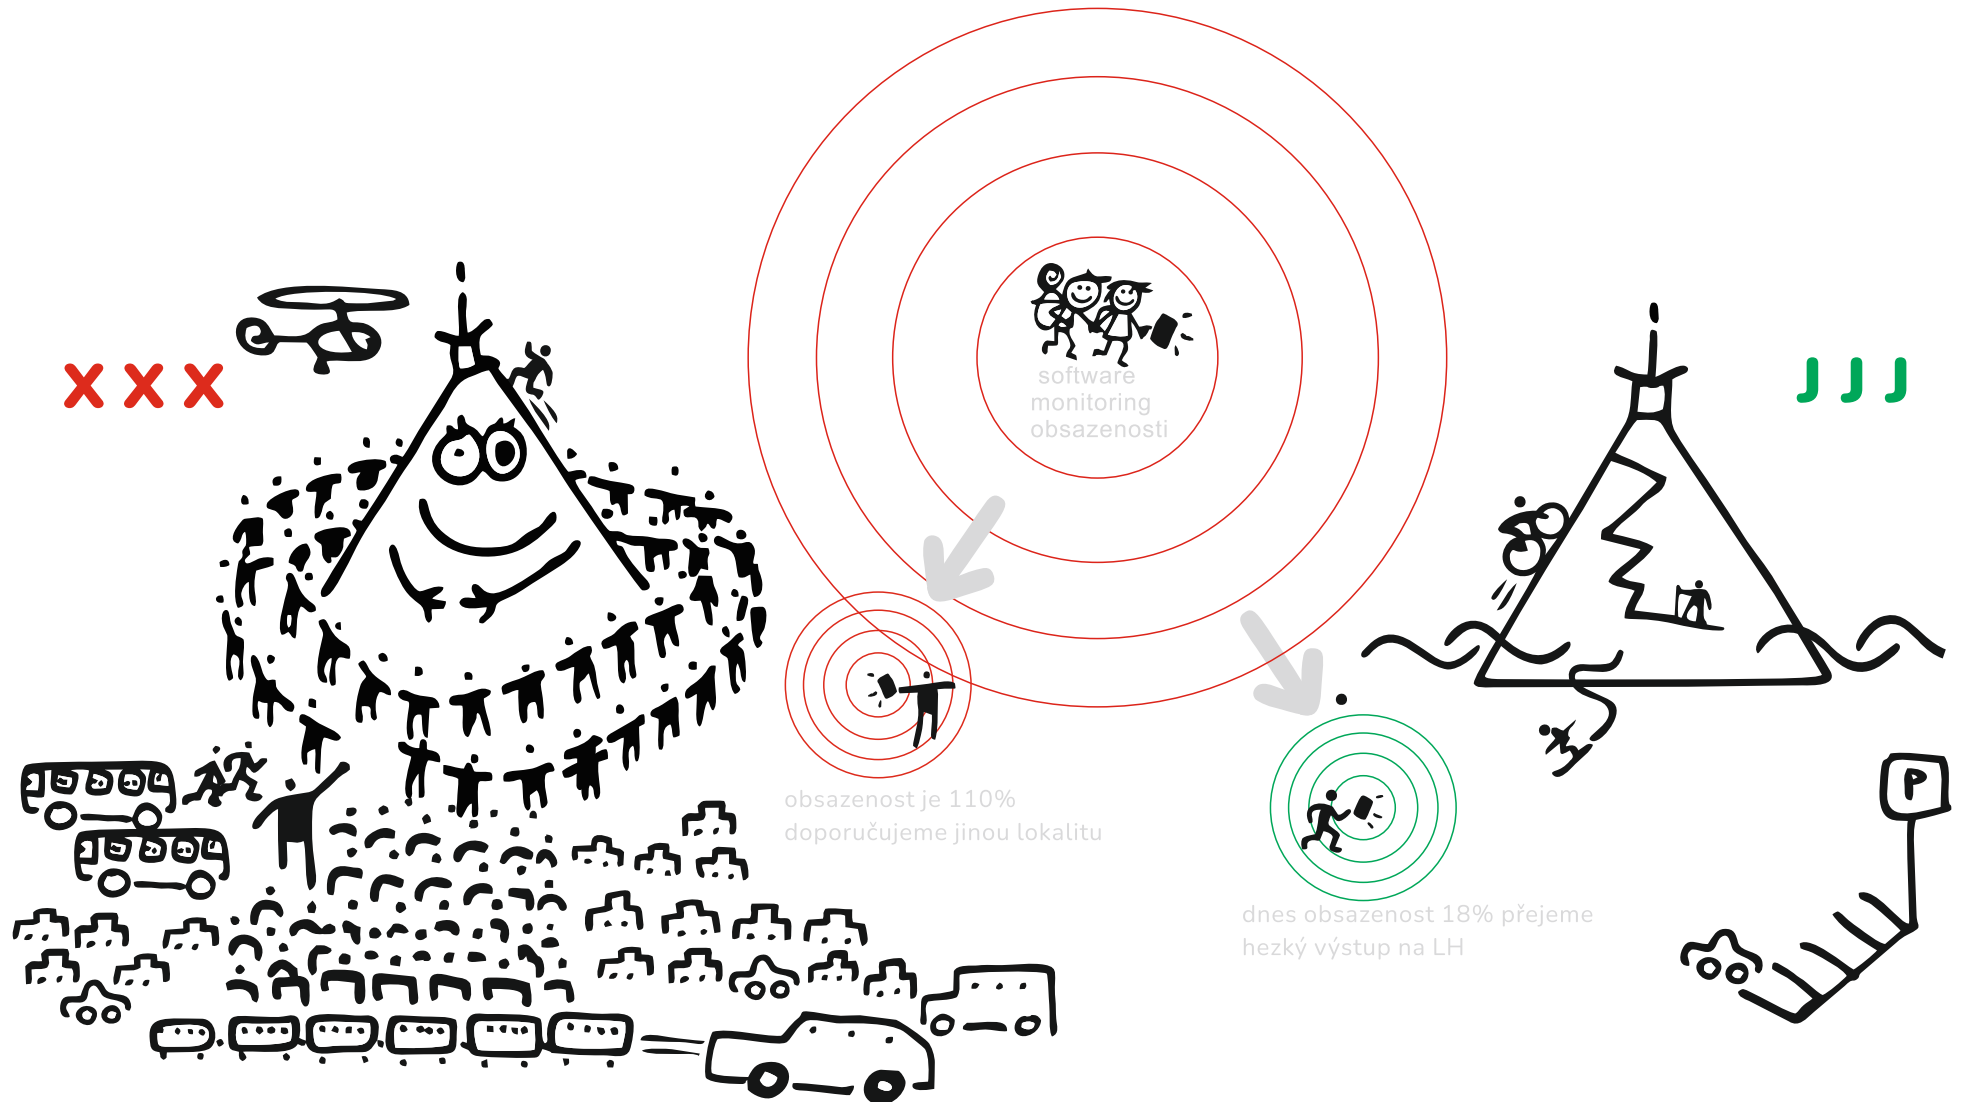 X X X
software
monitoring
obsazenosti
J J J
P
obsazenost je 110%
doporučujeme jinou lokalitu
dnes obsazenost 18% přejeme
hezký výstup na LH